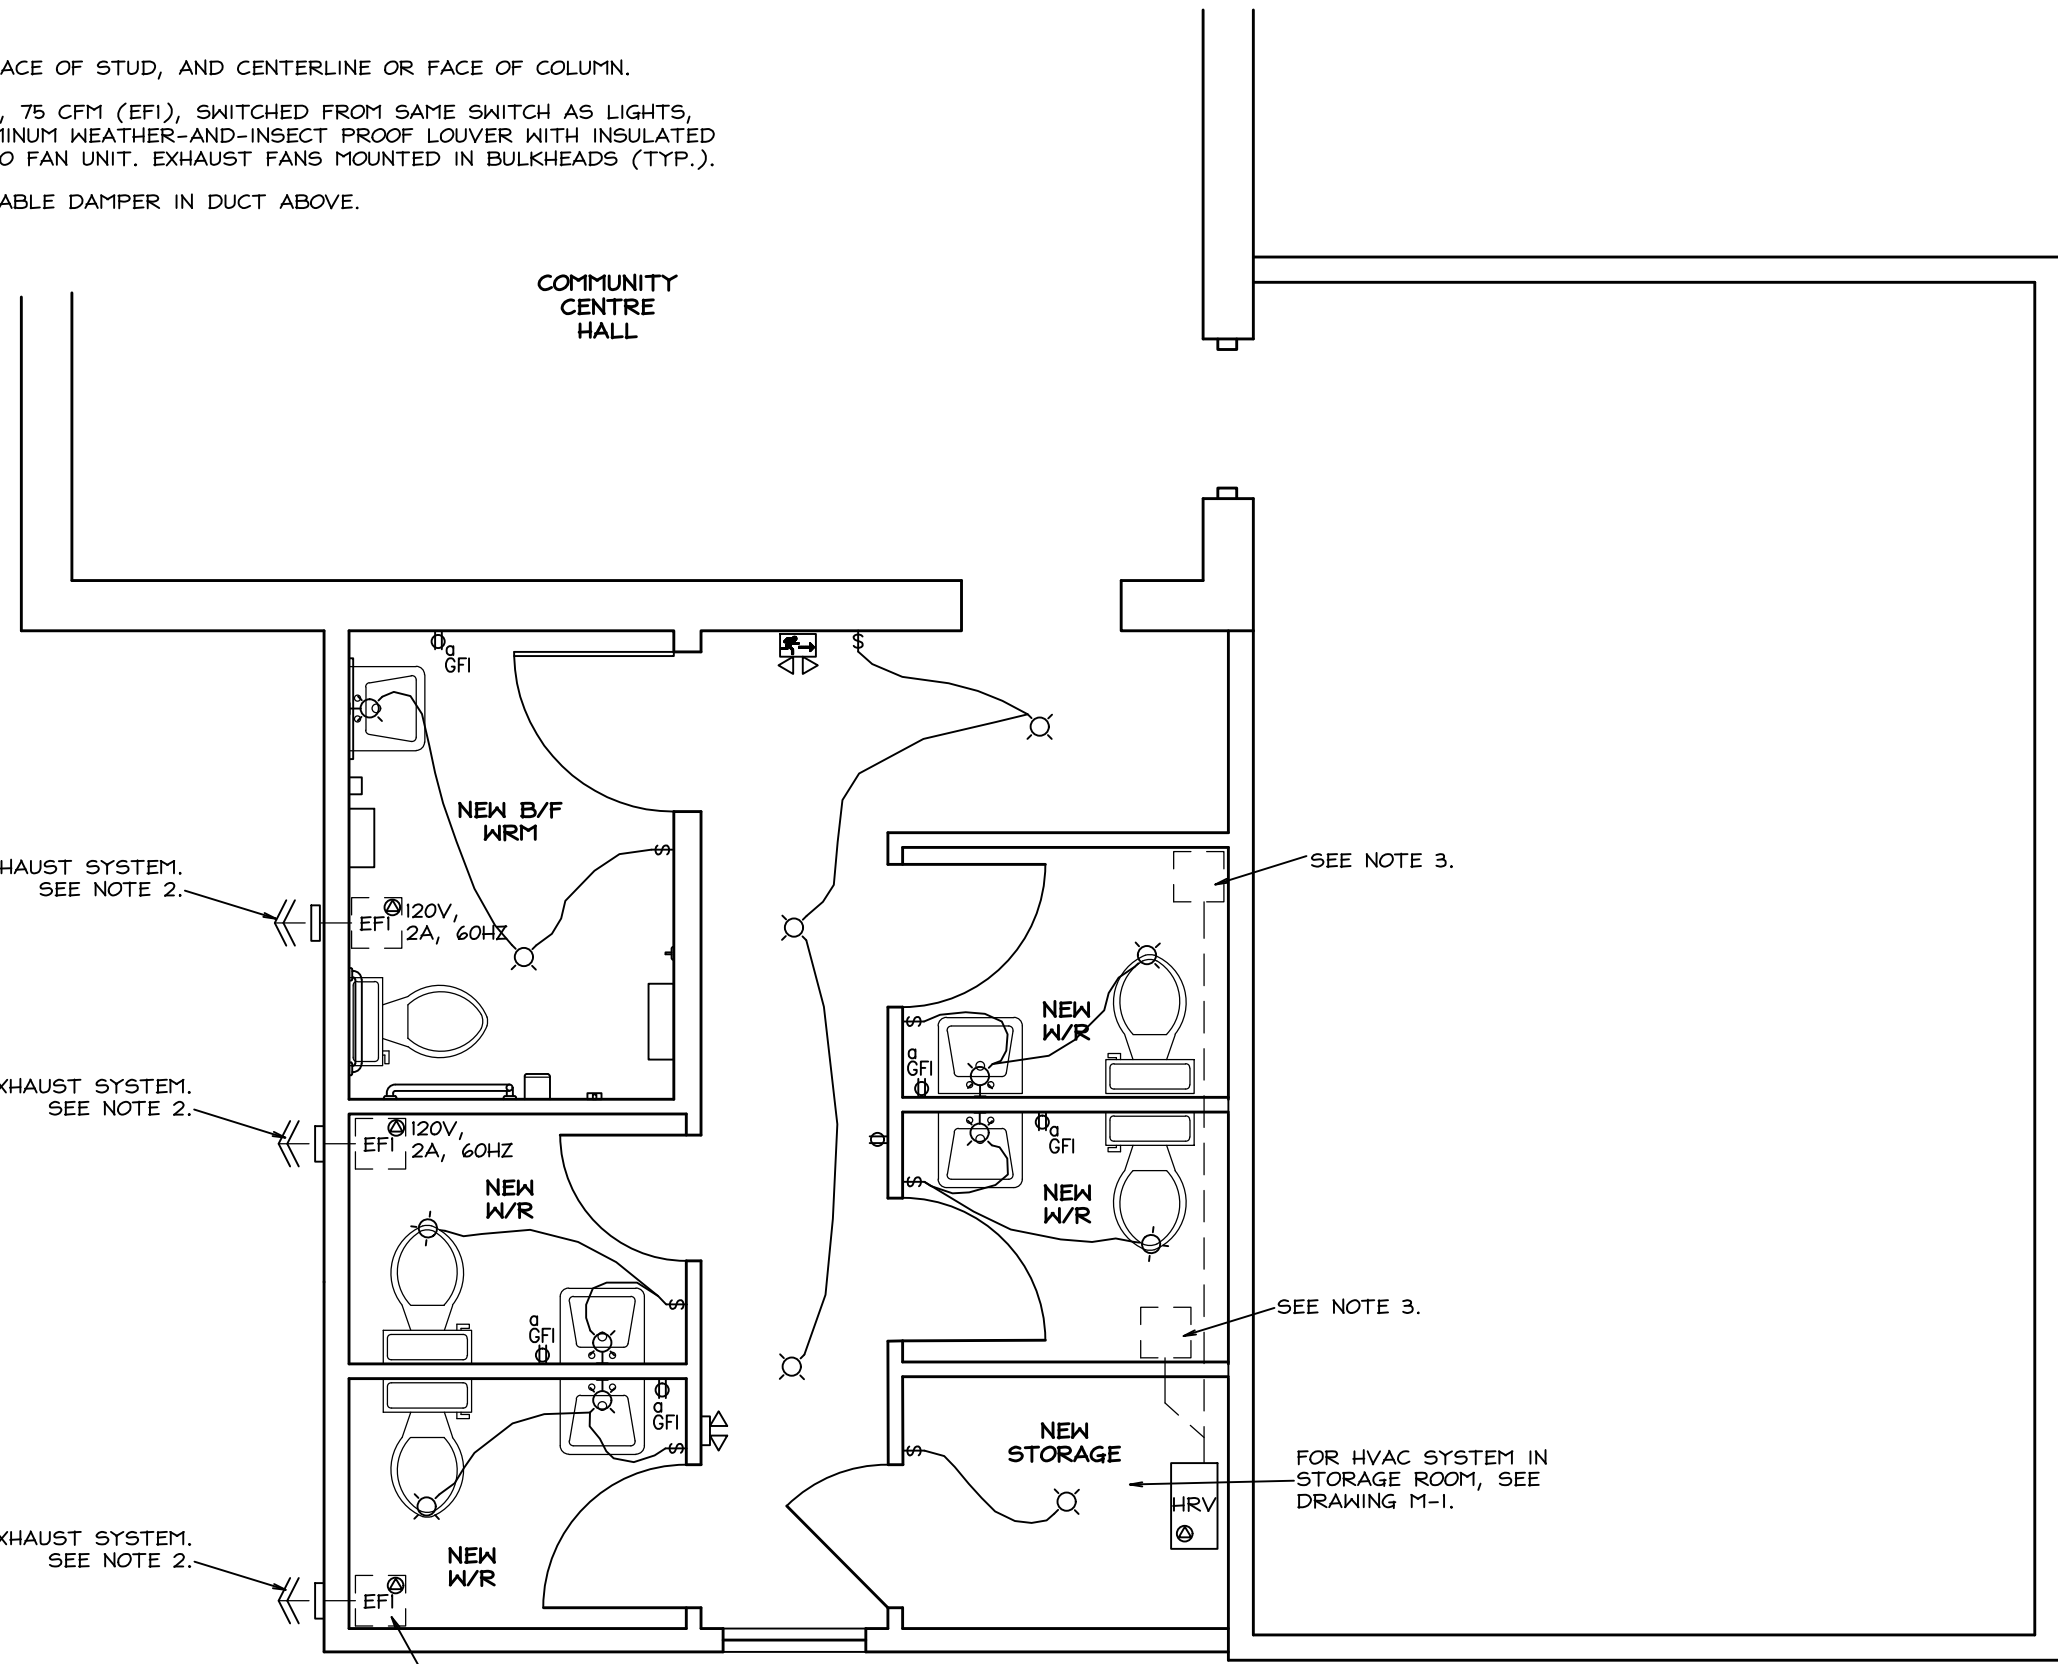 ACE OF STUD, AND CENTERLINE OR FACE OF COLUMN.
, 75 CFM (EF1), SWITCHED FROM SAME SWITCH AS LIGHTS,
MINUM WEATHER-AND-INSECT PROOF LOUVER WITH INSULATED
O FAN UNIT. EXHAUST FANS MOUNTED IN BULKHEADS (TYP.).
ABLE DAMPER IN DUCT ABOVE.
COMMUNITY
CENTRE
HALL
$
a
GFI
NEW B/F
WRM
$
HAUST SYSTEM.
SEE NOTE 2.
EF1
120V,
2A, 60HZ
SEE NOTE 3.
NEW
W/R
$
a
GFI
XHAUST SYSTEM.
SEE NOTE 2.
EF1
120V,
2A, 60HZ
NEW
W/R
$
a
GFI
a
GFI
$
NEW
W/R
SEE NOTE 3.
a
GFI
$
NEW
STORAGE
$
HRV
FOR HVAC SYSTEM IN
STORAGE ROOM, SEE
DRAWING M-1.
XHAUST SYSTEM.
SEE NOTE 2.
EF1
NEW
W/R